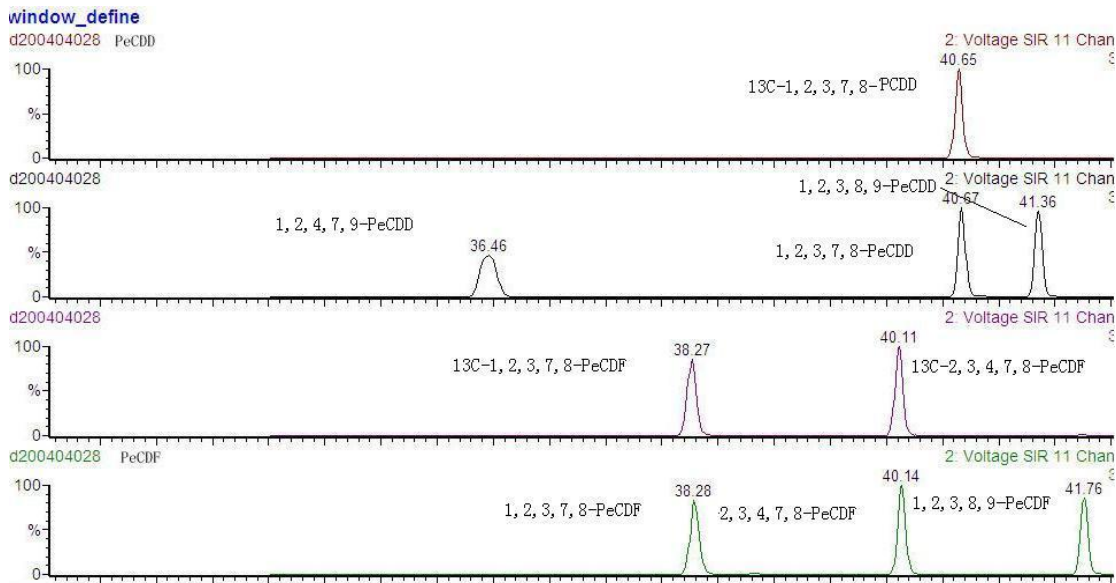 window_define
d200404028 PeCDD 2: Voltage SIR 11 Chan
3
40.65
100
13C-1,2,3,7,8-PCDD
%
0
d200404028 2: Voltage SIR 11 Chan
1,2,3,8,9-PeCDD 3
100 40.67 41.36
1,2,4,7,9-PeCDD
36.46
% 1,2,3,7,8-PeCDD
0
d200404028 2: Voltage SIR 11 Chan
3
100 40.11
38.27
13C-1,2,3,7,8-PeCDF 13C-2,3,4,7,8-PeCDF
%
0
d200404028 PeCDF 2: Voltage SIR 11 Chan
3
100 38.28 40.14 41.76
1,2,3,7,8-PeCDF 2,3,4,7,8-PeCDF 1,2,3,8,9-PeCDF
%
0